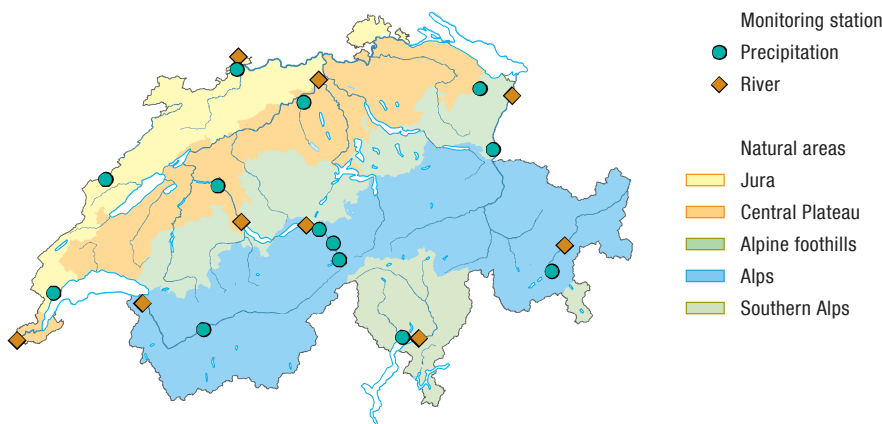 Monitoring station
Precipitation
River
Natural areas
Jura
Central Plateau
Alpine foothills
Alps
Southern Alps